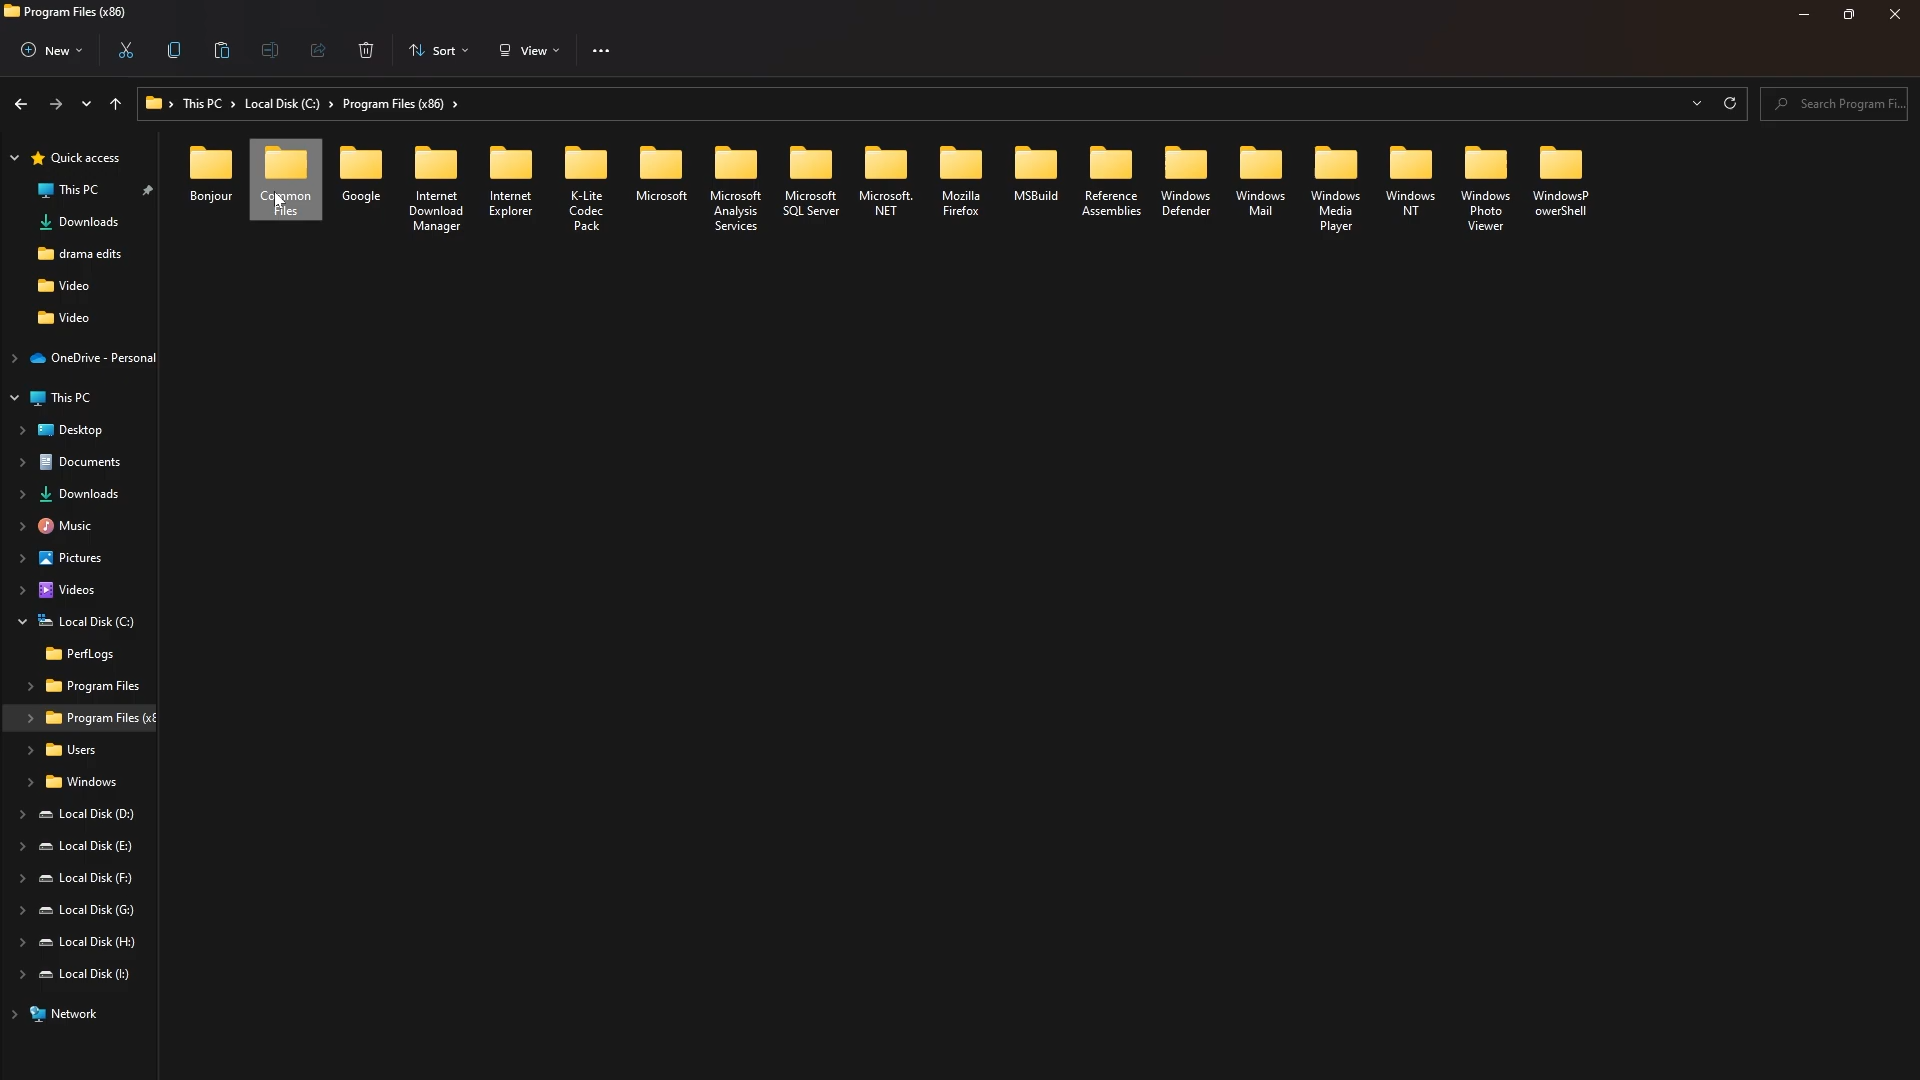 Program Files (x86)
New
Sort
View
This PC
Local Disk (C:)
Program Files (x86)
Search Program Fi...
Quick access
This PC
Downloads
drama edits
Video
Video
OneDrive - Personal
This PC
Desktop
Documents
Downloads
Music
Pictures
Videos
Local Disk (C:)
PerfLogs
Program Files
Program Files (x8
Users
Windows
Local Disk (D:)
Local Disk (E:)
Local Disk (F:)
Local Disk (G:)
Local Disk (H:)
Local Disk (I:)
Network
Bonjour
Common
Files
Google
Internet
Download
Manager
Internet
Explorer
K-Lite
Codec
Pack
Microsoft
Microsoft
Analysis
Services
Microsoft
SQL Server
Microsoft.
NET
Mozilla
Firefox
MSBuild
Reference
Assemblies
Windows
Defender
Windows
Mail
Windows
Media
Player
Windows
NT
Windows
Photo
Viewer
WindowsP
owerShell